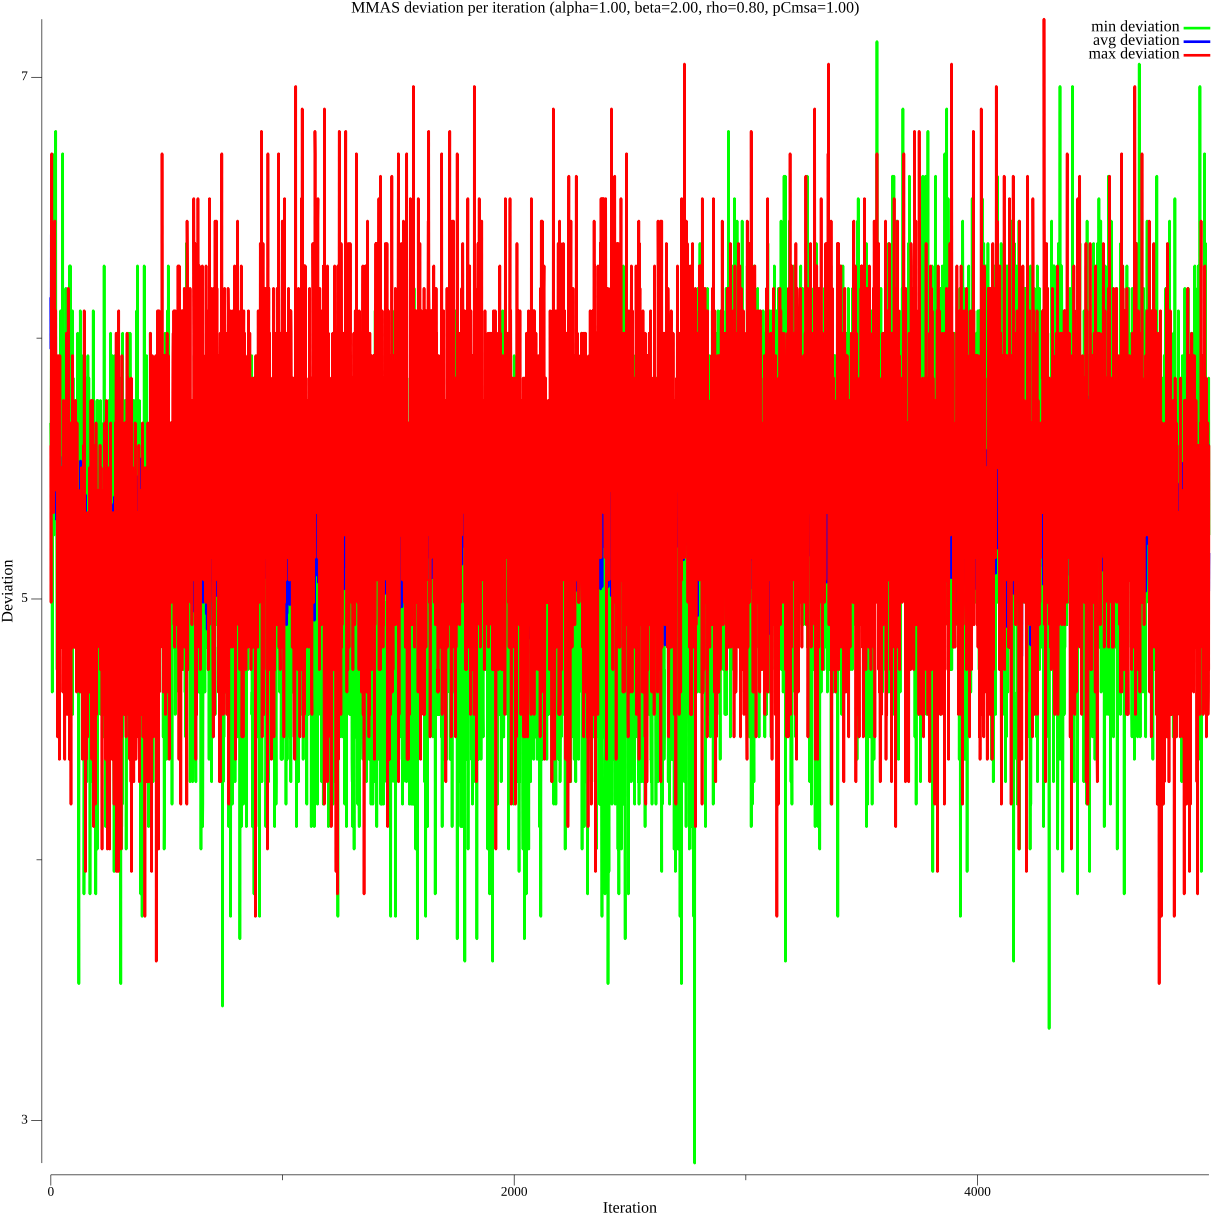 MMAS deviation per iteration (alpha=1.00, beta=2.00, rho=0.80, pCmsa=1.00)
min deviation
avg deviation
max deviation
7
5
3
Deviation
0
2000
4000
Iteration